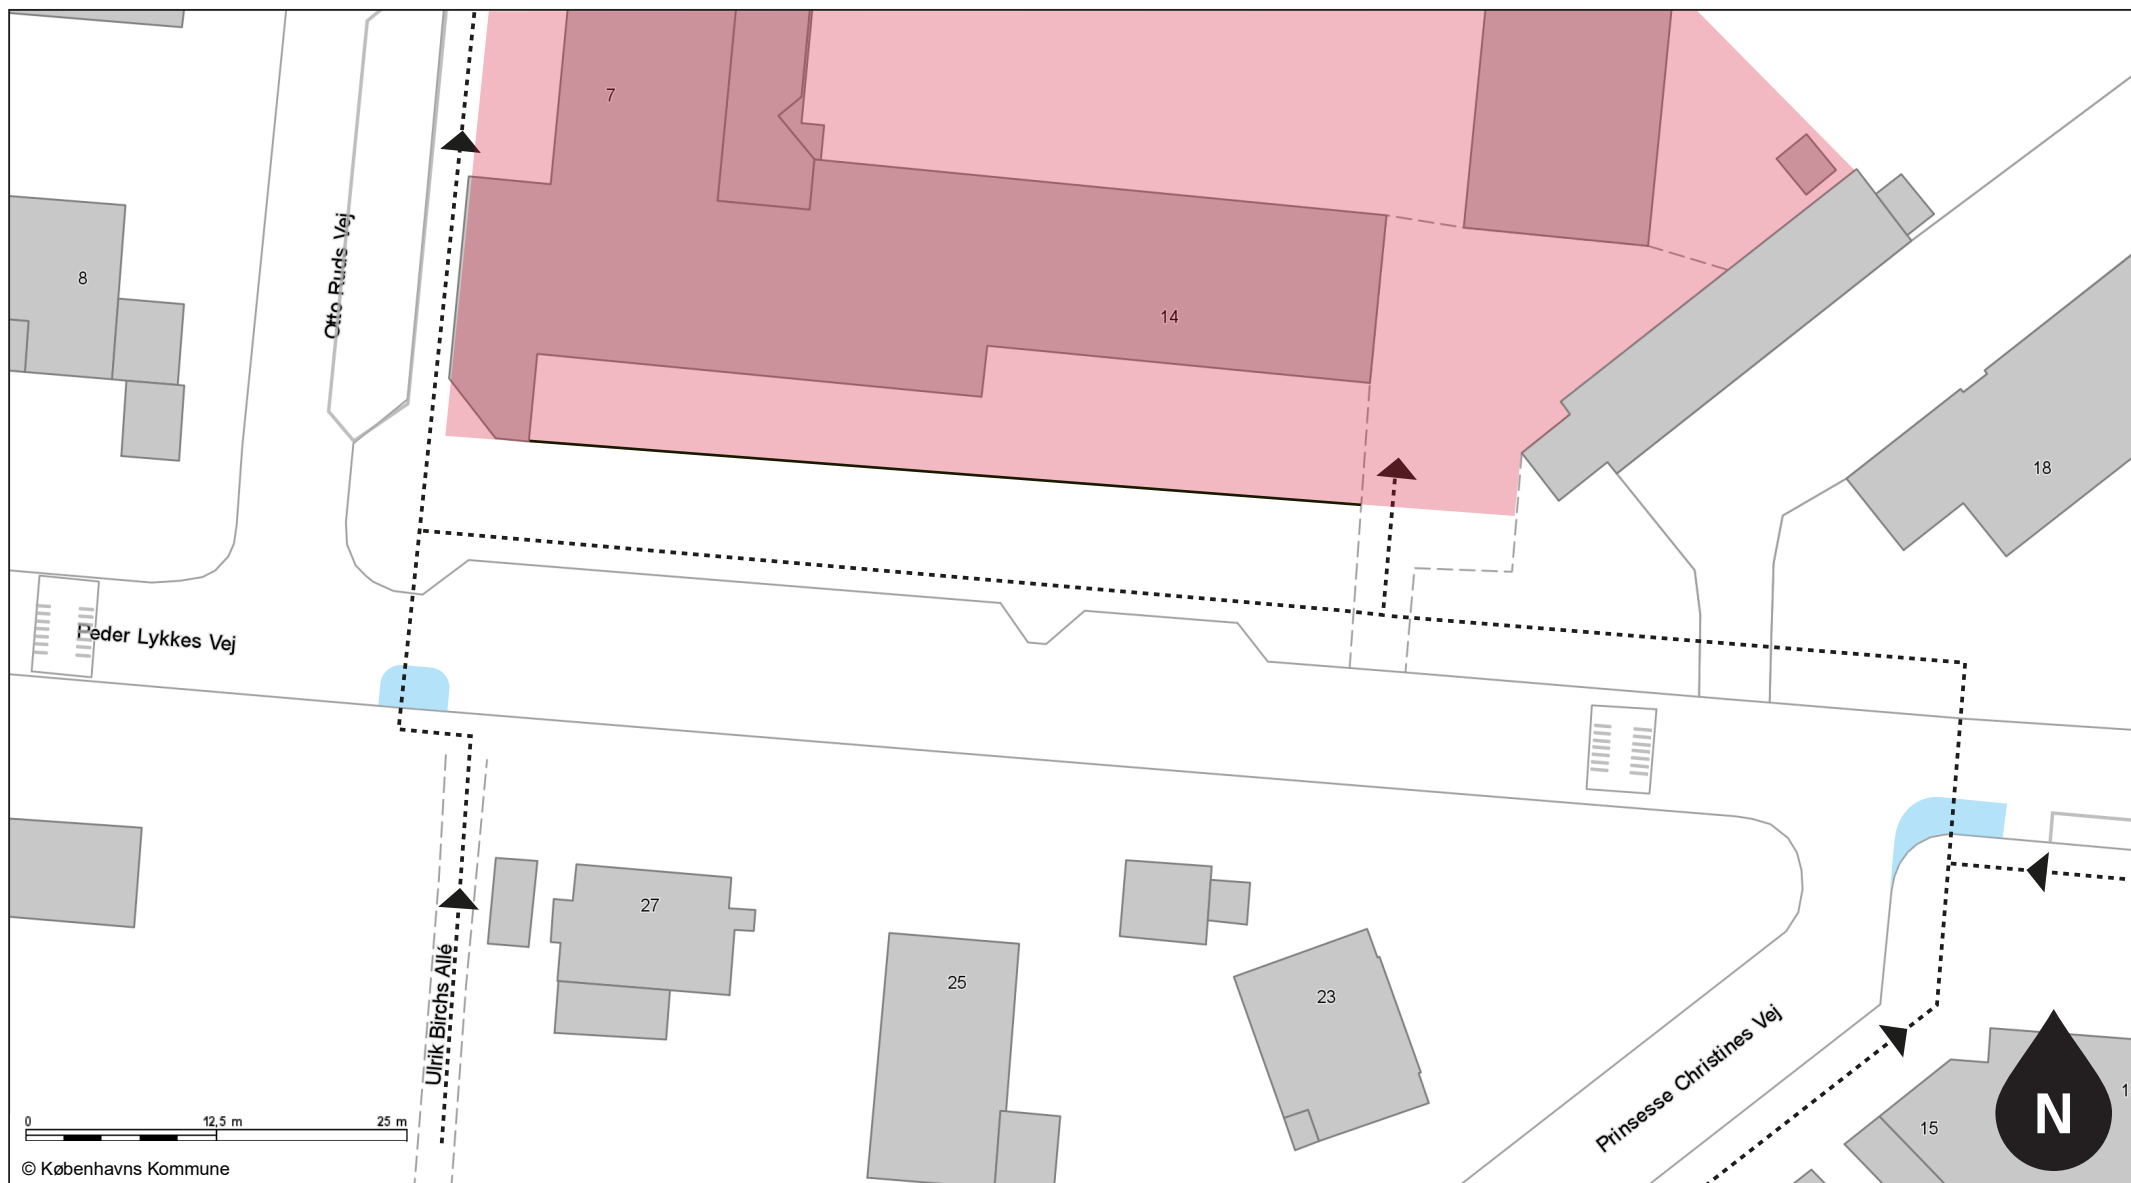 7
8
Otto Ruds Vej
14
18
Peder Lykkes Vej
27
25
23
Ulrik Birchs Allé
Prinsesse Christines Vej
15
N
0 12,5 m 25 m
© Københavns Kommune